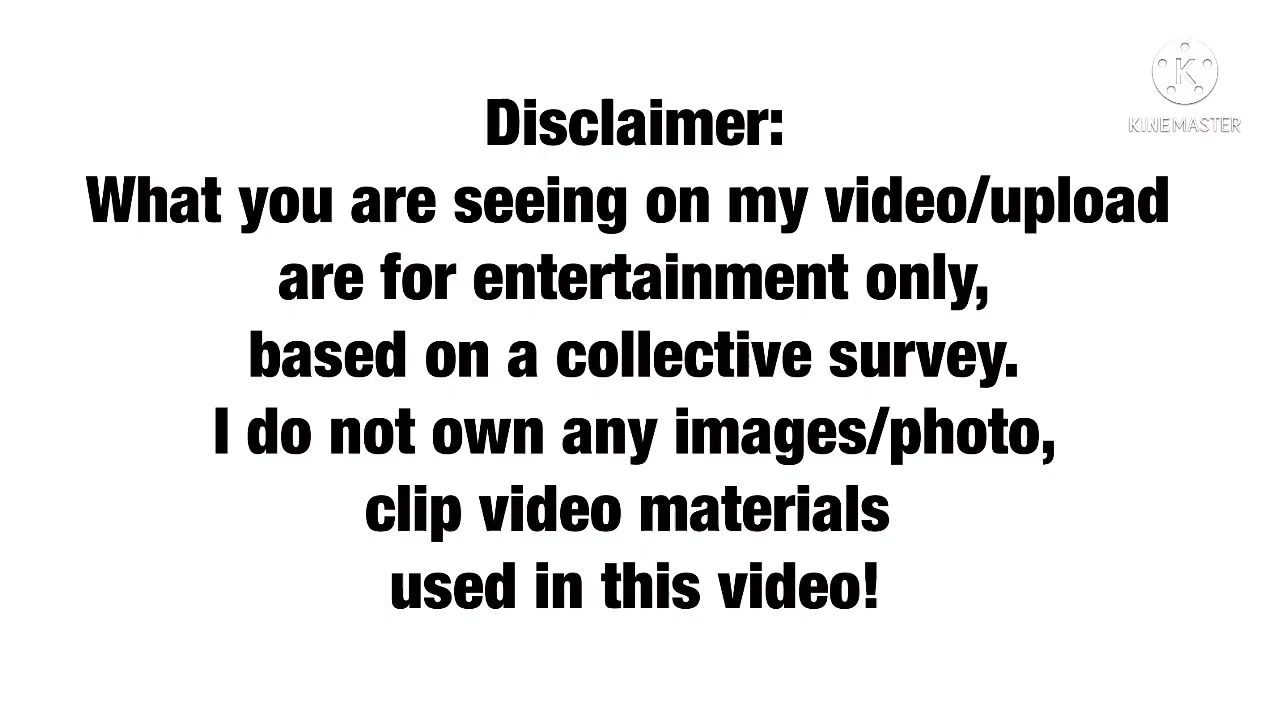 Disclaimer:
What you are seeing on my video/upload
are for entertainment only,
based on a collective survey.
I do not own any images/photo,
clip video materials
used in this video!
K
KINEMASTER